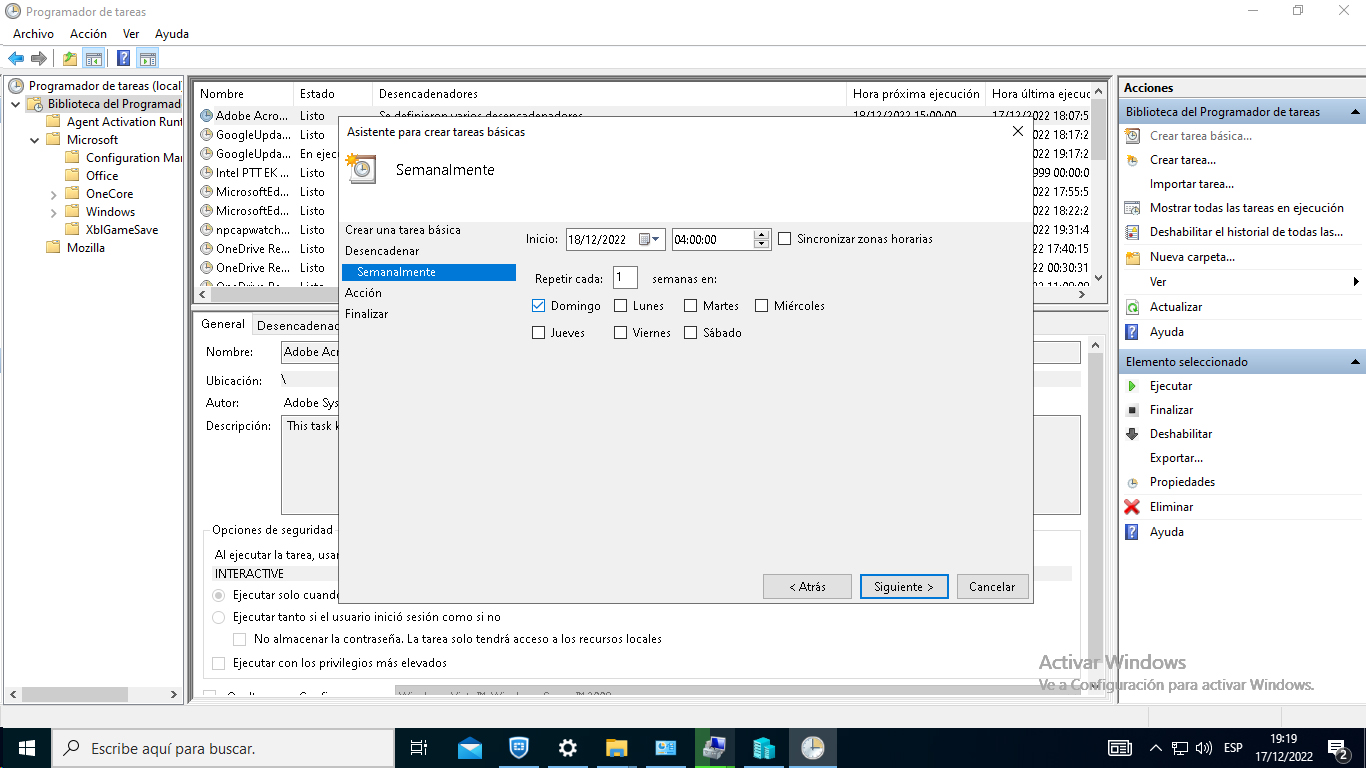 Programador de tareas
Archivo Acción Ver Ayuda
Programador de tareas (local
Biblioteca del Programad
Agent Activation Runt
Microsoft
Configuration Mar
Office
OneCore
Windows
XblGameSave
Mozilla
Nombre Estado Desencadenadores Hora próxima ejecución Hora última ejecuc
Adobe Acro... Listo Se definieron varios desencadenadores 18/12/2022 15:00:00 17/12/2022 18:07:5
GoogleUpda... Listo 022 18:17:2
GoogleUpda... En ejec 022 19:17:2
Intel PTT EK ... Listo 999 00:00:0
MicrosoftEd... Listo 022 17:55:5
MicrosoftEd... Listo 022 18:22:2
npcapwatch... Listo 022 19:31:4
OneDrive Re... Listo 022 17:40:15
OneDrive Re... Listo 022 00:30:31
General Desencadenad
Nombre: Adobe Acr
Ubicación: \
Autor: Adobe Sys
Descripción: This task k
Opciones de seguridad
Al ejecutar la tarea, usar
INTERACTIVE
Ejecutar solo cuando
Ejecutar tanto si el usuario inició sesión como si no
No almacenar la contraseña. La tarea solo tendrá acceso a los recursos locales
Ejecutar con los privilegios más elevados
Asistente para crear tareas básicas
Semanalmente
Crear una tarea básica
Desencadenar
Semanalmente
Acción
Finalizar
Inicio: 18/12/2022 04:00:00 Sincronizar zonas horarias
Repetir cada: 1 semanas en:
Domingo Lunes Martes Miércoles
Jueves Viernes Sábado
< Atrás Siguiente > Cancelar
Acciones
Biblioteca del Programador de tareas
Crear tarea básica...
Crear tarea...
Importar tarea...
Mostrar todas las tareas en ejecución
Deshabilitar el historial de todas las...
Nueva carpeta...
Ver
Actualizar
Ayuda
Elemento seleccionado
Ejecutar
Finalizar
Deshabilitar
Exportar...
Propiedades
Eliminar
Ayuda
Activar Windows
Ve a Configuración para activar Windows.
Escribe aquí para buscar.
ESP
19:19
17/12/2022
2